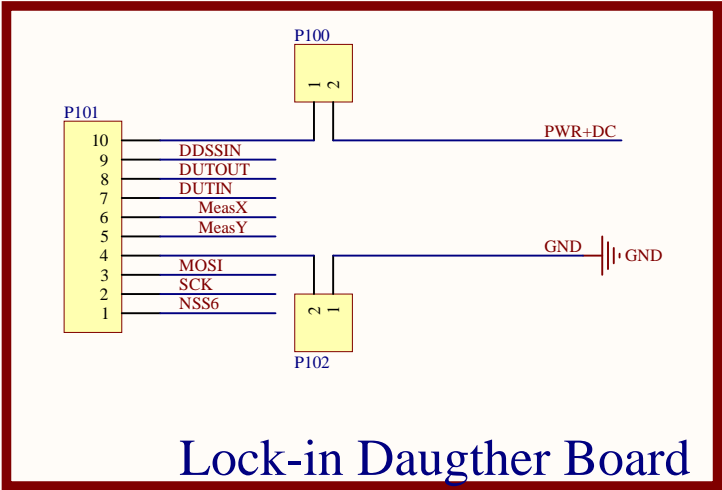 P100
1 2
P101
10
PWR+DC
9 DDSSIN
8 DUTOUT
7 DUTIN
6 MeasX
5 MeasY
4
GND
GND
3 MOSI
2 SCK
1 NSS6
2 1
P102
Lock-in Daugther Board